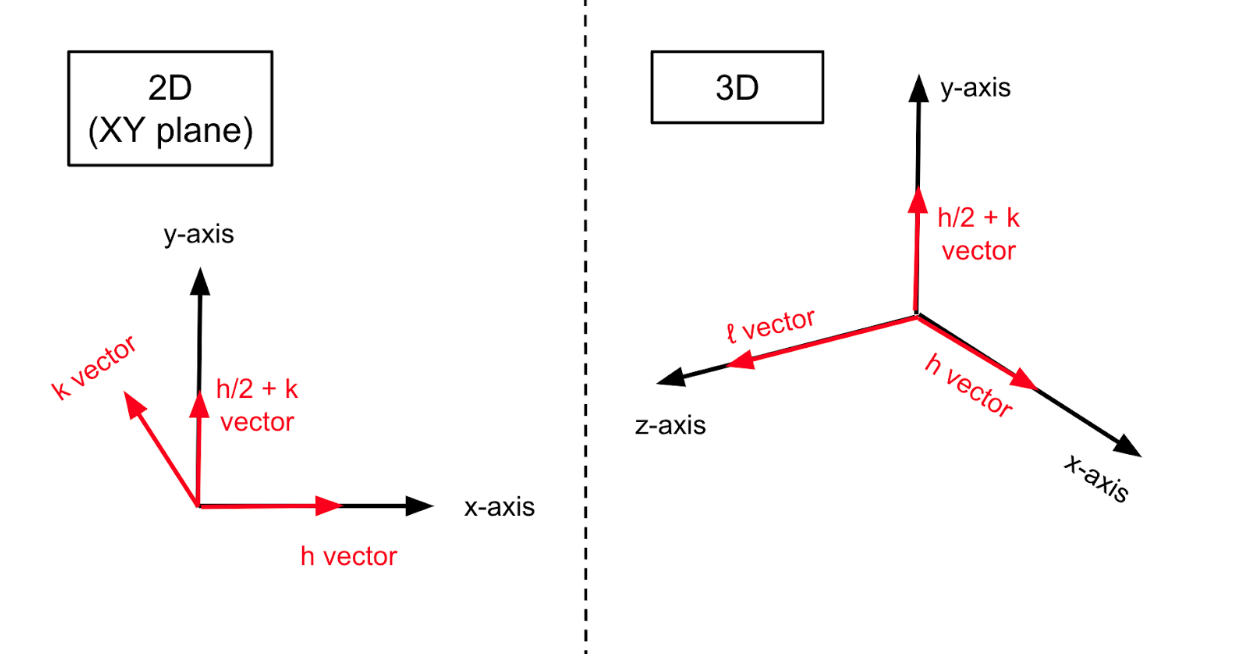 2D
(XY plane)
y-axis
k vector
h/2 + k
vector
x-axis
h vector
3D
y-axis
h/2 + k
vector
ℓ vector
h vector
z-axis
x-axis